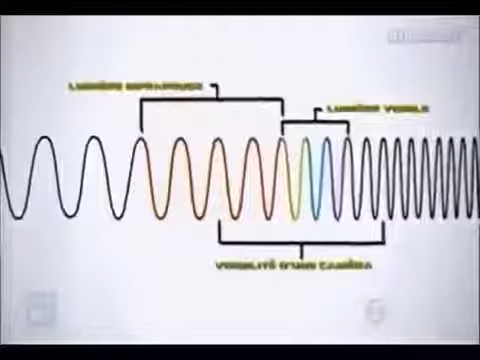 LUMIÈRE INFRAROUGE
LUMIÈRE VISIBLE
VISIBILITÉ D'UNE CAMÉRA